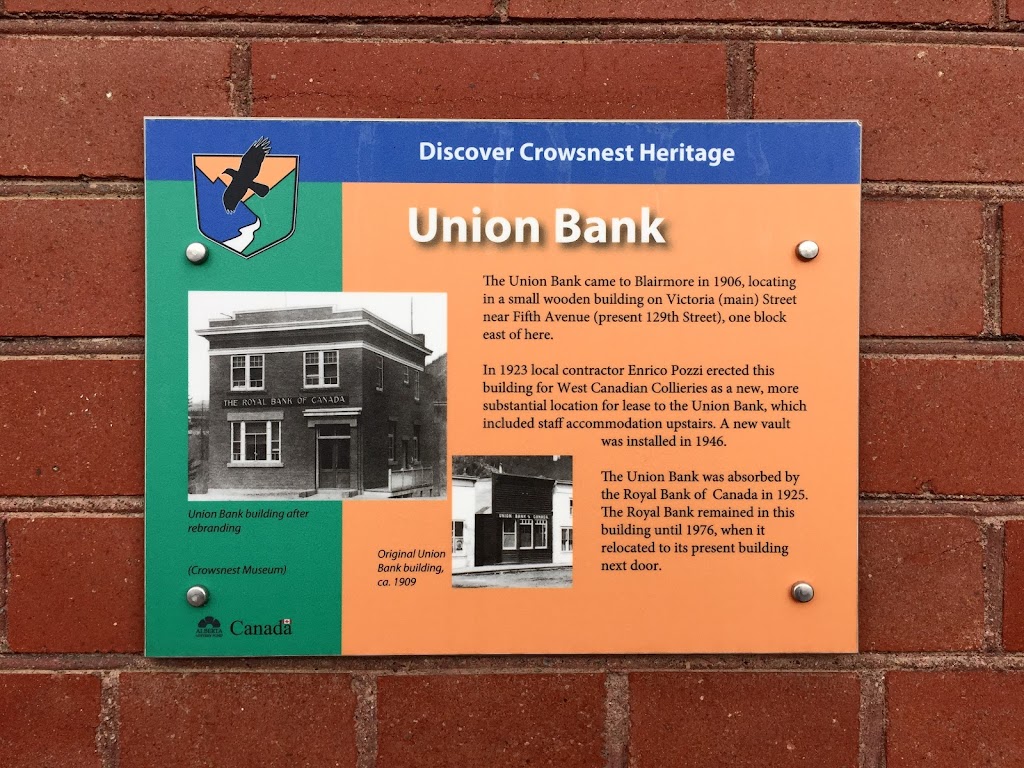 Discover Crowsnest Heritage
Union Bank
The Union Bank came to Blairmore in 1906, locating
in a small wooden building on Victoria (main) Street
near Fifth Avenue (present 129th Street), one block
east of here.
In 1923 local contractor Enrico Pozzi erected this
building for West Canadian Collieries as a new, more
substantial location for lease to the Union Bank, which
included staff accommodation upstairs. A new vault
was installed in 1946.
The Union Bank was absorbed by
the Royal Bank of Canada in 1925.
The Royal Bank remained in this
building until 1976, when it
relocated to its present building
next door.
THE ROYAL BANK OF CANADA
Union Bank building after
rebranding
(Crowsnest Museum)
UNION BANK of CANADA
Original Union
Bank building,
ca. 1909
ALBERTA
Canada